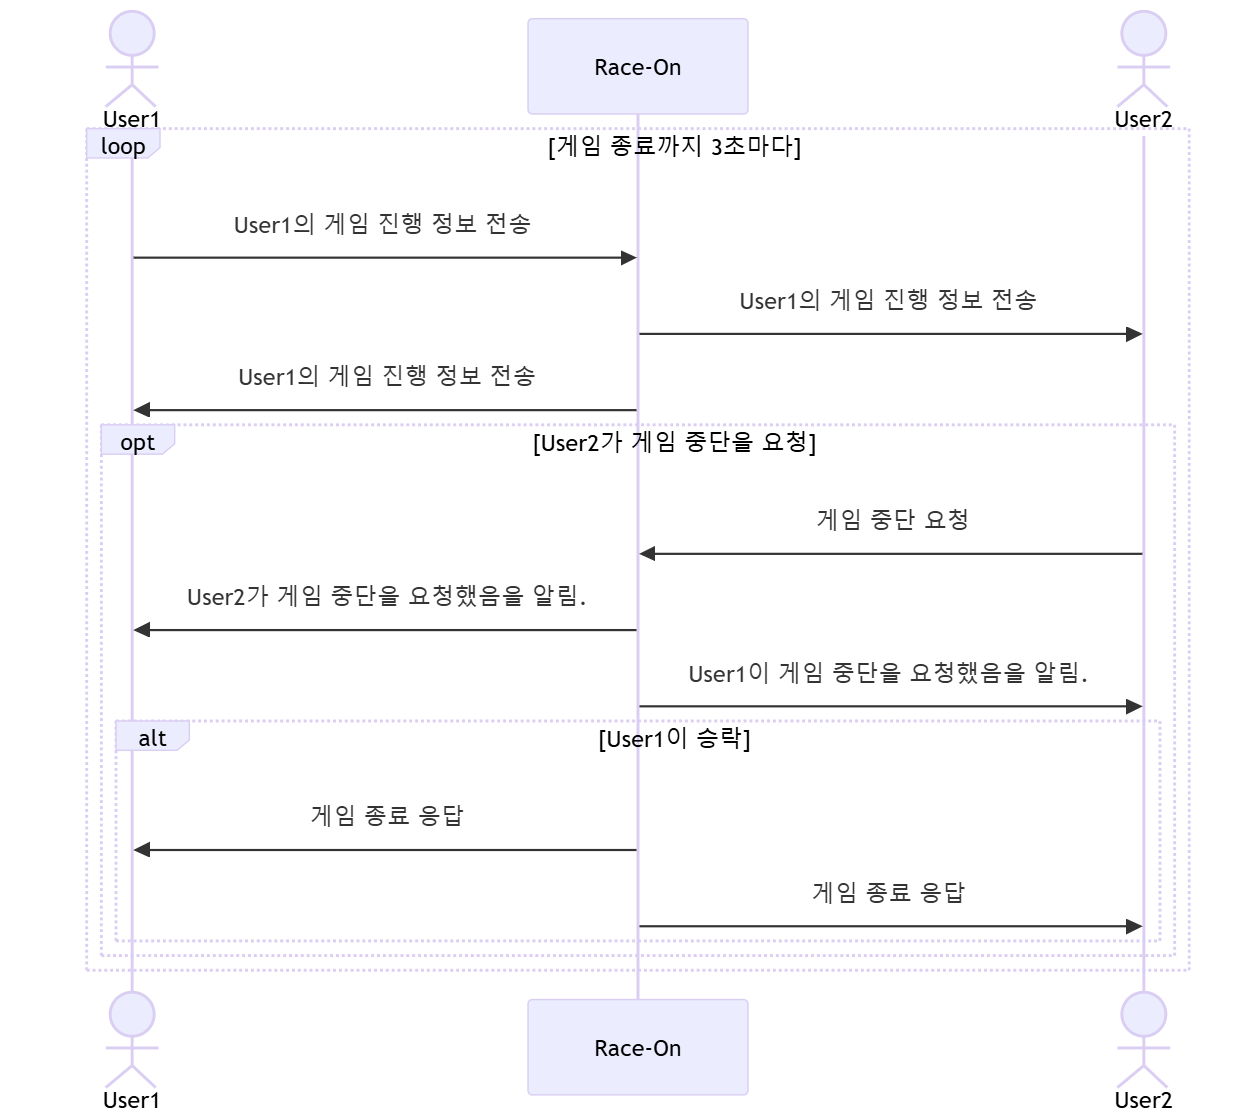 User1
Race-On
User2
loop
[게임 종료까지 3초마다]
User1의 게임 진행 정보 전송
User1의 게임 진행 정보 전송
User1의 게임 진행 정보 전송
opt
[User2가 게임 중단을 요청]
게임 중단 요청
User2가 게임 중단을 요청했음을 알림.
User1이 게임 중단을 요청했음을 알림.
alt
[User1이 승락]
게임 종료 응답
게임 종료 응답
User1
Race-On
User2